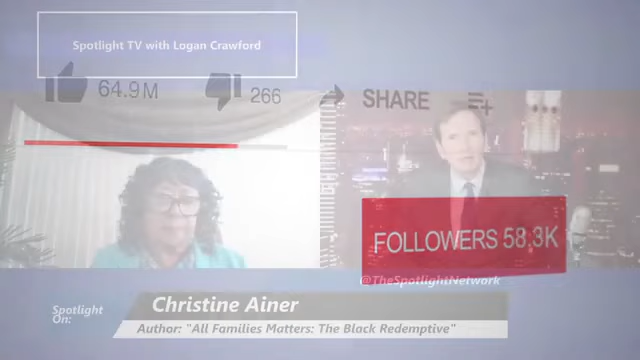 Spotlight TV with Logan Crawford
64.9M
266
SHARE
FOLLOWERS 58,3K
@TheSpotlightNetwork
Spotlight
On:
Christine Ainer
Author: "All Families Matters: The Black Redemptive"